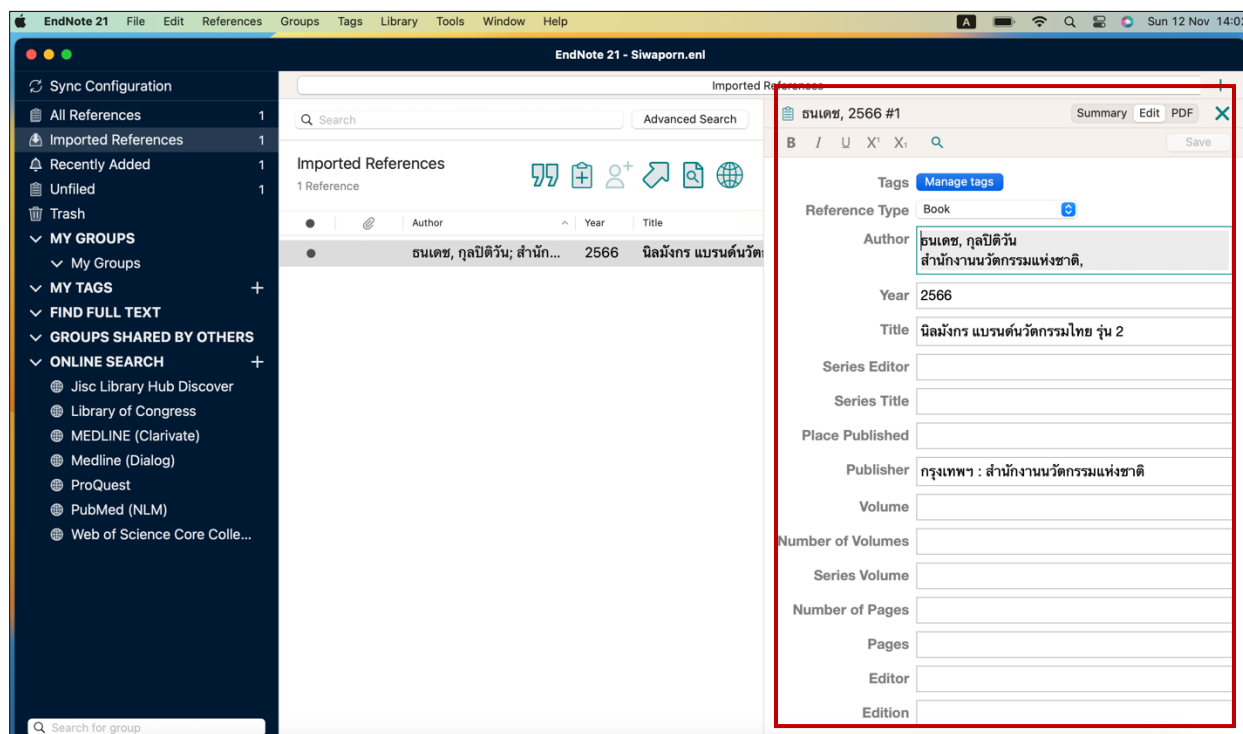 EndNote 21 File Edit References Groups Tags Library Tools Window Help A Sun 12 Nov 14:02
EndNote 21 - Siwaporn.enl
Sync Configuration
All References 1
Imported References 1
Recently Added 1
Unfiled 1
Trash
MY GROUPS
My Groups
MY TAGS +
FIND FULL TEXT
GROUPS SHARED BY OTHERS
ONLINE SEARCH +
Jisc Library Hub Discover
Library of Congress
MEDLINE (Clarivate)
Medline (Dialog)
ProQuest
PubMed (NLM)
Web of Science Core Colle...
Search for group
Imported References +
Search Advanced Search
Imported References
1 Reference
Author Year Title
ธนเดช, กุลปิติวัน; สำนัก... 2566 นิลมังกร แบรนด์นวัต
ธนเดช, 2566 #1 Summary Edit PDF
B I U X¹ X₁ Save
Tags Manage tags
Reference Type Book
Author ธนเดช, กุลปิติวัน
สำนักงานนวัตกรรมแห่งชาติ,
Year 2566
Title นิลมังกร แบรนด์นวัตกรรมไทย รุ่น 2
Series Editor
Series Title
Place Published
Publisher กรุงเทพฯ : สำนักงานนวัตกรรมแห่งชาติ
Volume
Number of Volumes
Series Volume
Number of Pages
Pages
Editor
Edition